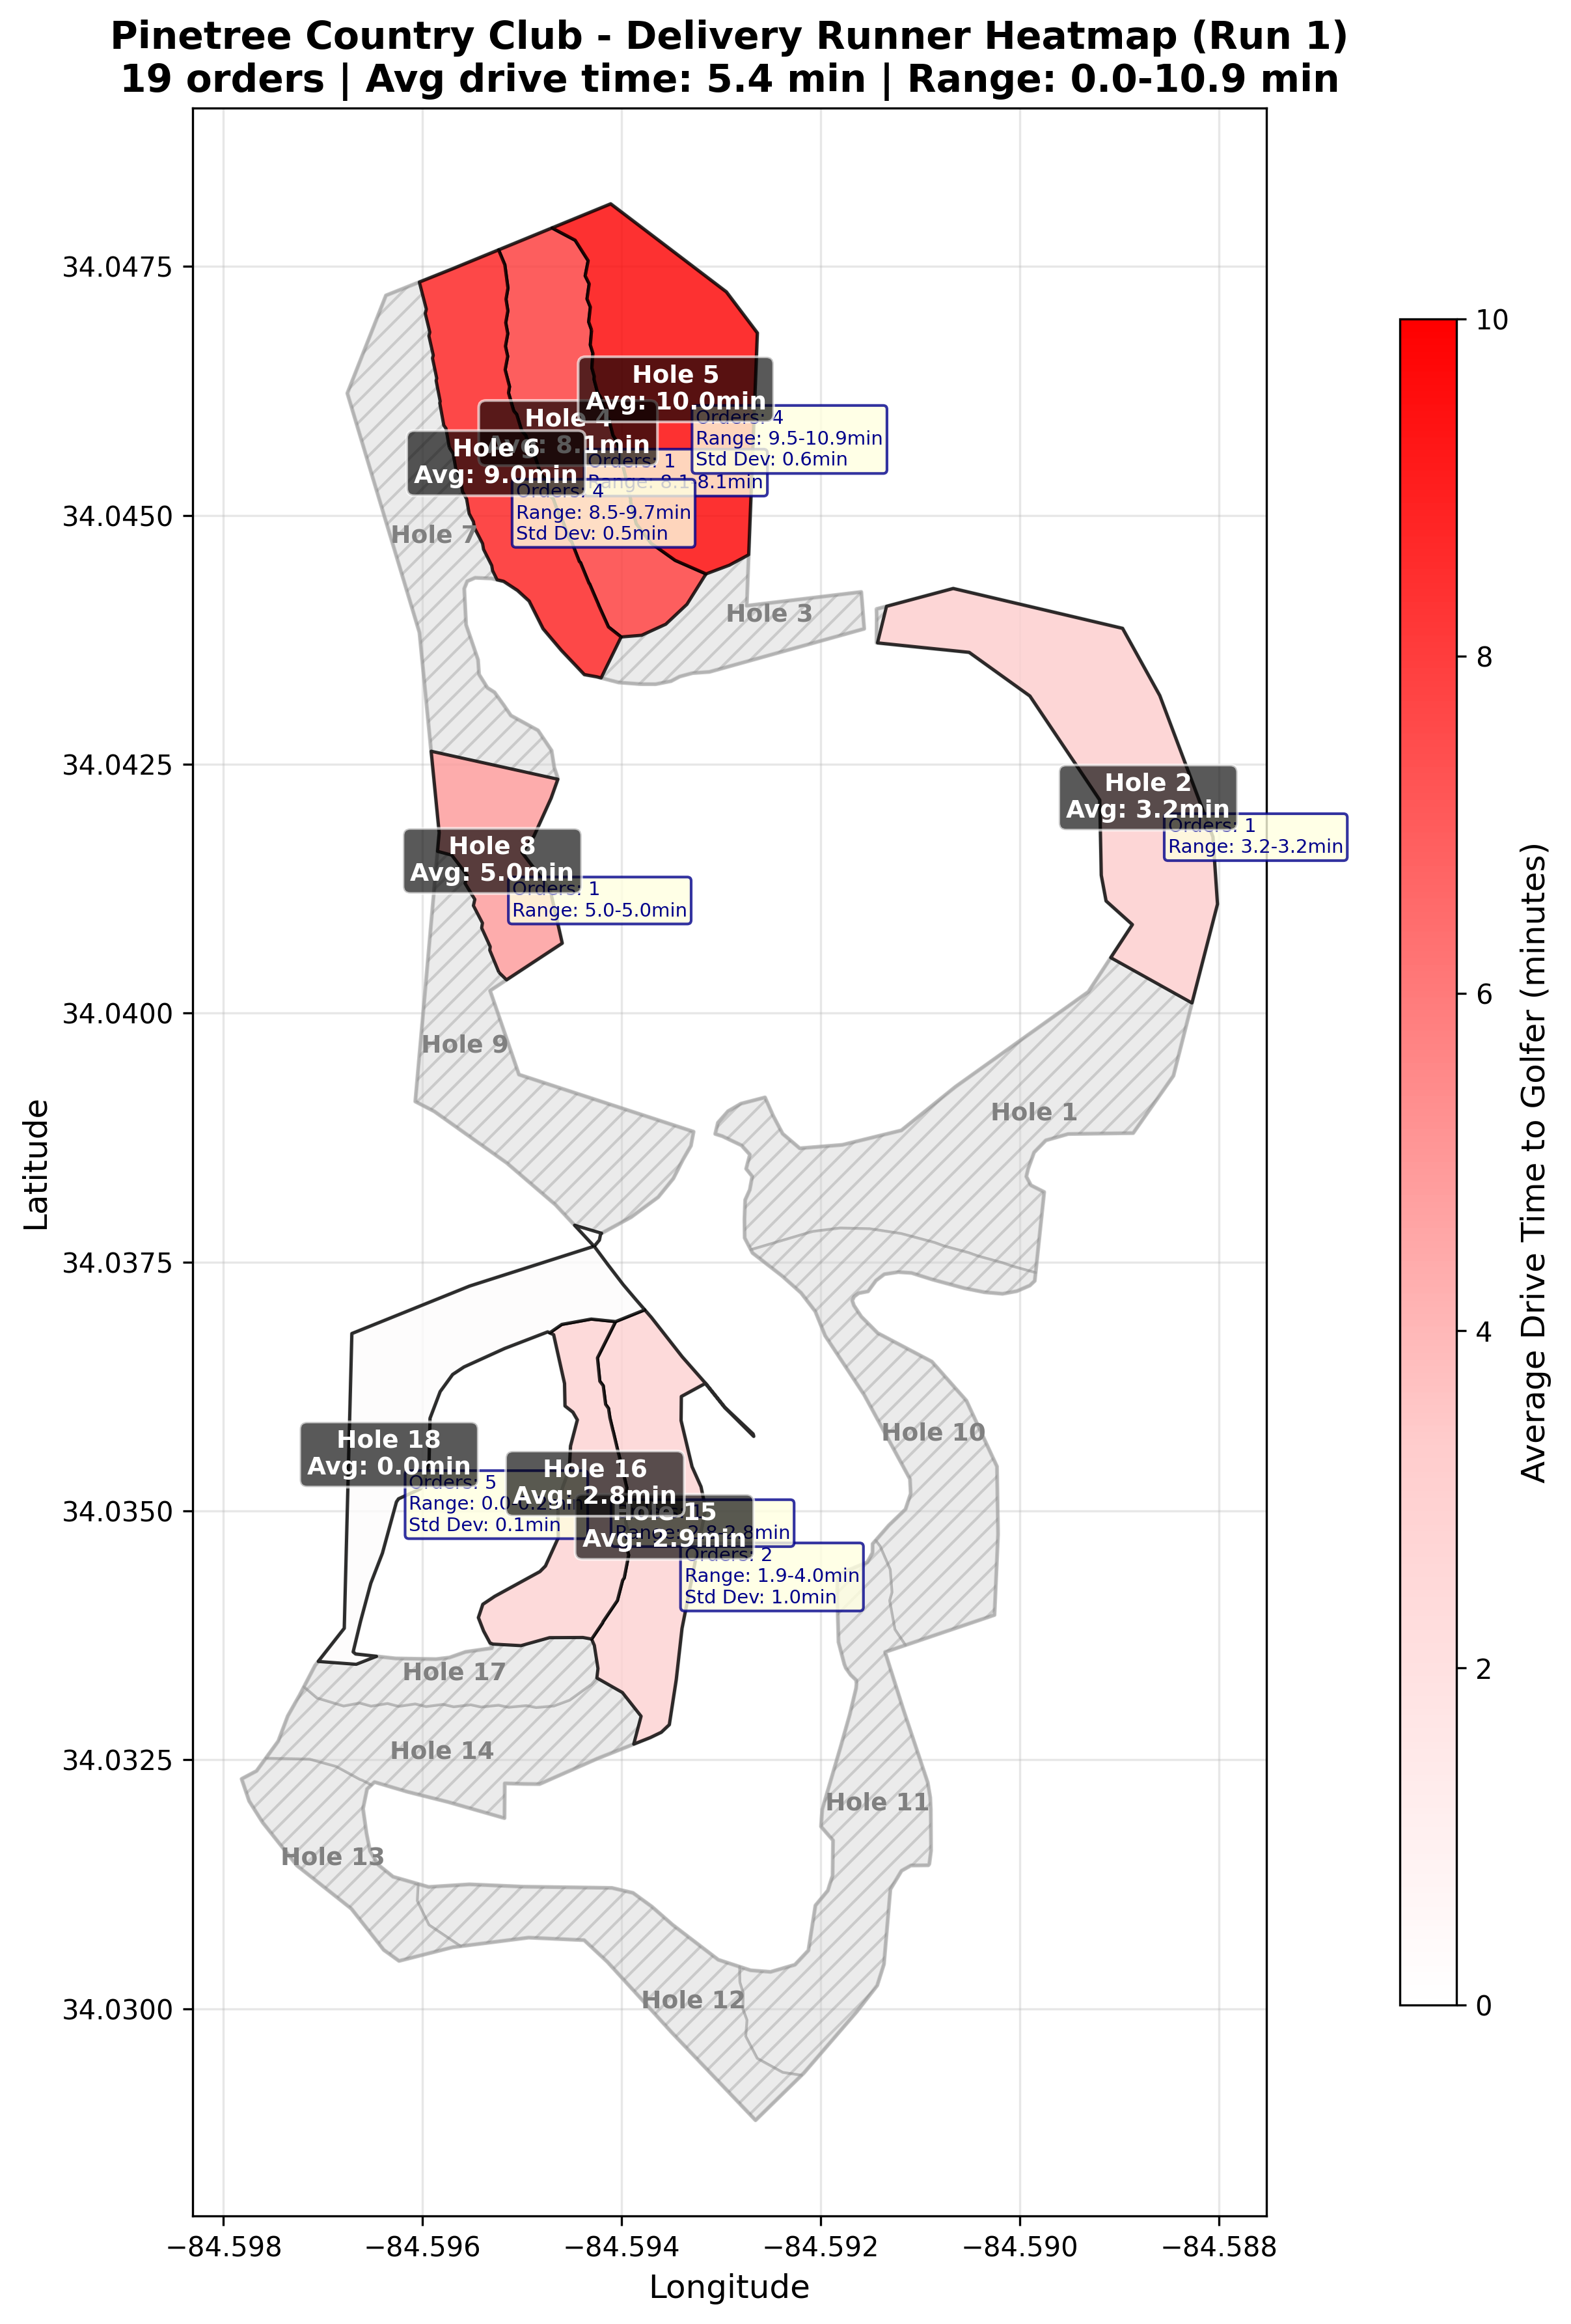 Pinetree Country Club - Delivery Runner Heatmap (Run 1)
19 orders | Avg drive time: 5.4 min | Range: 0.0-10.9 min
Latitude
34.0475
34.0450
34.0425
34.0400
34.0375
34.0350
34.0325
34.0300
Hole 5
Avg: 10.0min
Orders: 4
Range: 9.5-10.9min
Std Dev: 0.6min
Hole 4
Avg: 8.1min
Orders: 1
Range: 8.1-8.1min
Hole 6
Avg: 9.0min
Orders: 4
Range: 8.5-9.7min
Std Dev: 0.5min
Hole 7
Hole 3
Hole 2
Avg: 3.2min
Orders: 1
Range: 3.2-3.2min
Hole 8
Avg: 5.0min
Orders: 1
Range: 5.0-5.0min
Hole 9
Hole 1
Hole 10
Hole 18
Avg: 0.0min
Orders: 5
Range: 0.0-0.2min
Std Dev: 0.1min
Hole 16
Avg: 2.8min
Range: 2.8-2.8min
Hole 15
Avg: 2.9min
Orders: 2
Range: 1.9-4.0min
Std Dev: 1.0min
Hole 17
Hole 14
Hole 11
Hole 13
Hole 12
−84.598
−84.596
−84.594
−84.592
−84.590
−84.588
Longitude
10
8
6
4
2
0
Average Drive Time to Golfer (minutes)